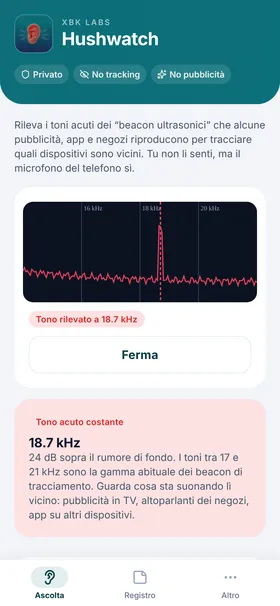 XBK LABS
Hushwatch
Privato
No tracking
No pubblicità
Rileva i toni acuti dei “beacon ultrasonici” che alcune
pubblicità, app e negozi riproducono per tracciare
quali dispositivi sono vicini. Tu non li senti, ma il
microfono del telefono sì.
16 kHz
18 kHz
20 kHz
Tono rilevato a 18.7 kHz
Ferma
Tono acuto costante
18.7 kHz
24 dB sopra il rumore di fondo. I toni tra 17 e
21 kHz sono la gamma abituale dei beacon di
tracciamento. Guarda cosa sta suonando lì
vicino: pubblicità in TV, altoparlanti dei negozi,
app su altri dispositivi.
Ascolta
Registro
Altro